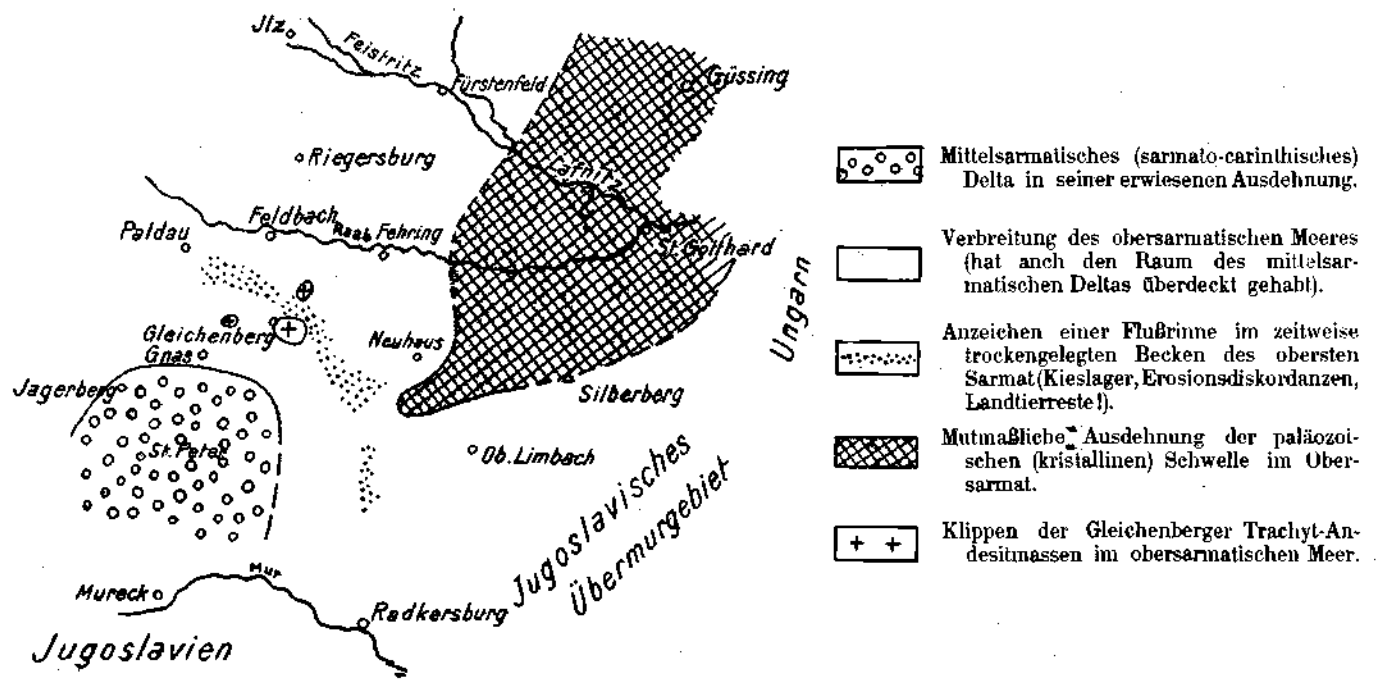 Jlz
Feistritz
Fürstenfeld
Güssing
Riegersburg
Lafnitz
Feldbach
Raab
Fehring
Paldau
St. Gotthard
Ungarn
Gleichenberg
Gnas
Neuhaus
Jagerberg
Silberberg
St. Peter
Ob. Limbach
Jugoslavisches
Übermurgebiet
Mur
Mureck
Radkersburg
Jugoslavien
Mittelsarmatisches (sarmato-carinthisches)
Delta in seiner erwiesenen Ausdehnung.
Verbreitung des obersarmatischen Meeres
(hat anch den Raum des mittelsar-
matischen Deltas überdeckt gehabt).
Anzeichen einer Flußrinne im zeitweise
trockengelegten Becken des obersten
Sarmat (Kieslager, Erosionsdiskordanzen,
Landtierreste!).
Mutmaßliche Ausdehnung der paläozoi-
schen (kristallinen) Schwelle im Ober-
sarmat.
Klippen der Gleichenberger Trachyt-An-
desitmassen im obersarmatischen Meer.